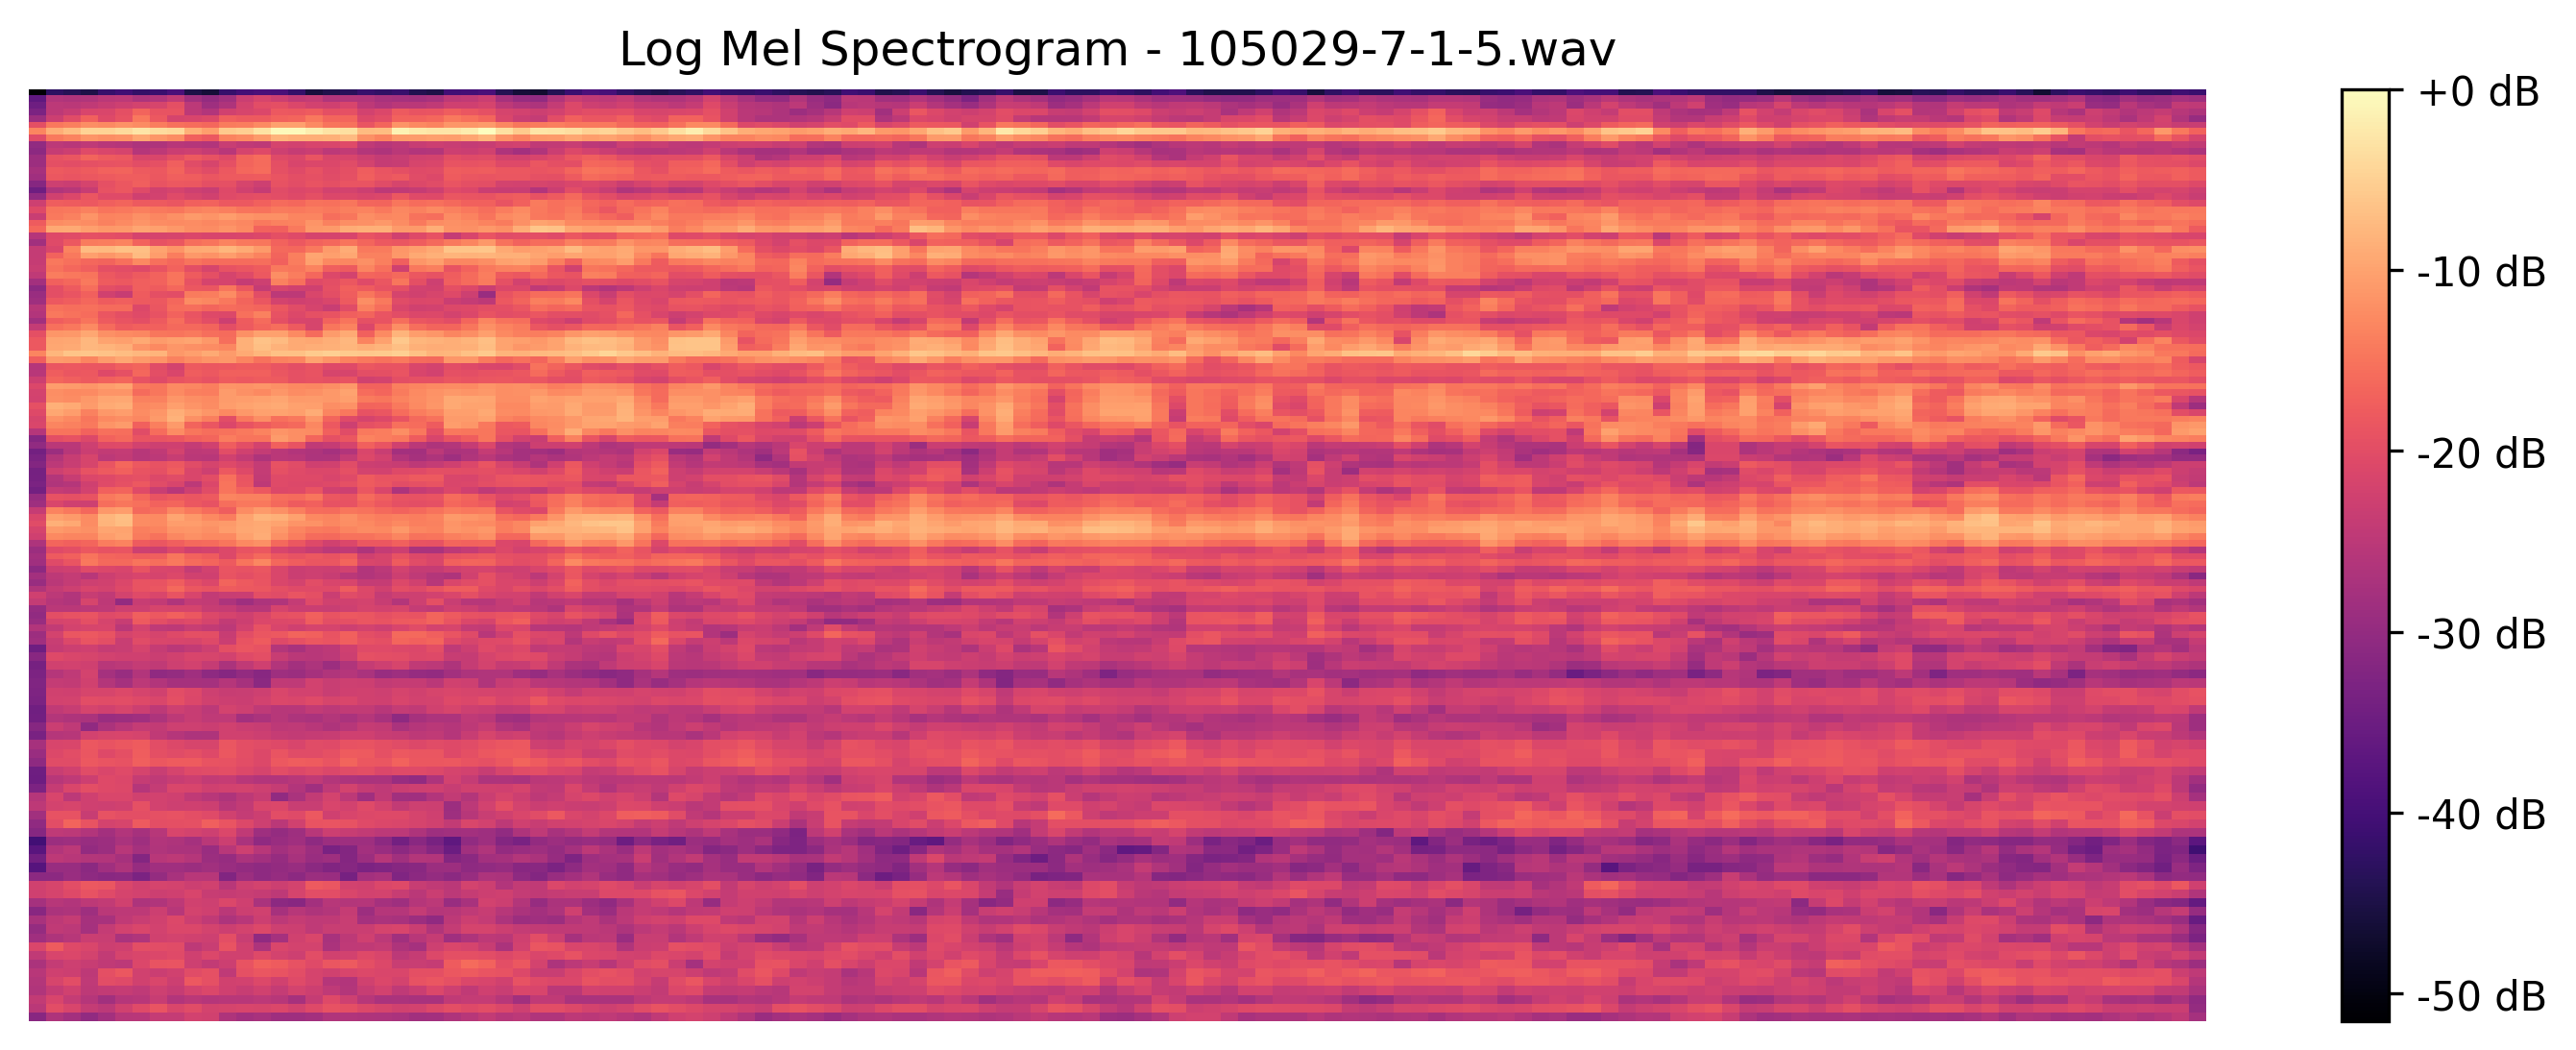 Log Mel Spectrogram - 105029-7-1-5.wav
+0 dB
-10 dB
-20 dB
-30 dB
-40 dB
-50 dB